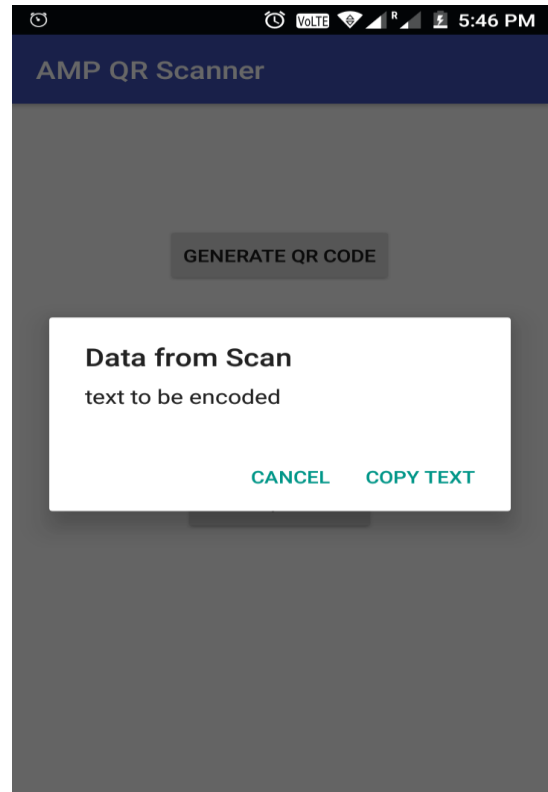 VoLTE R 5:46 PM
AMP QR Scanner
GENERATE QR CODE
Data from Scan
text to be encoded
CANCEL COPY TEXT